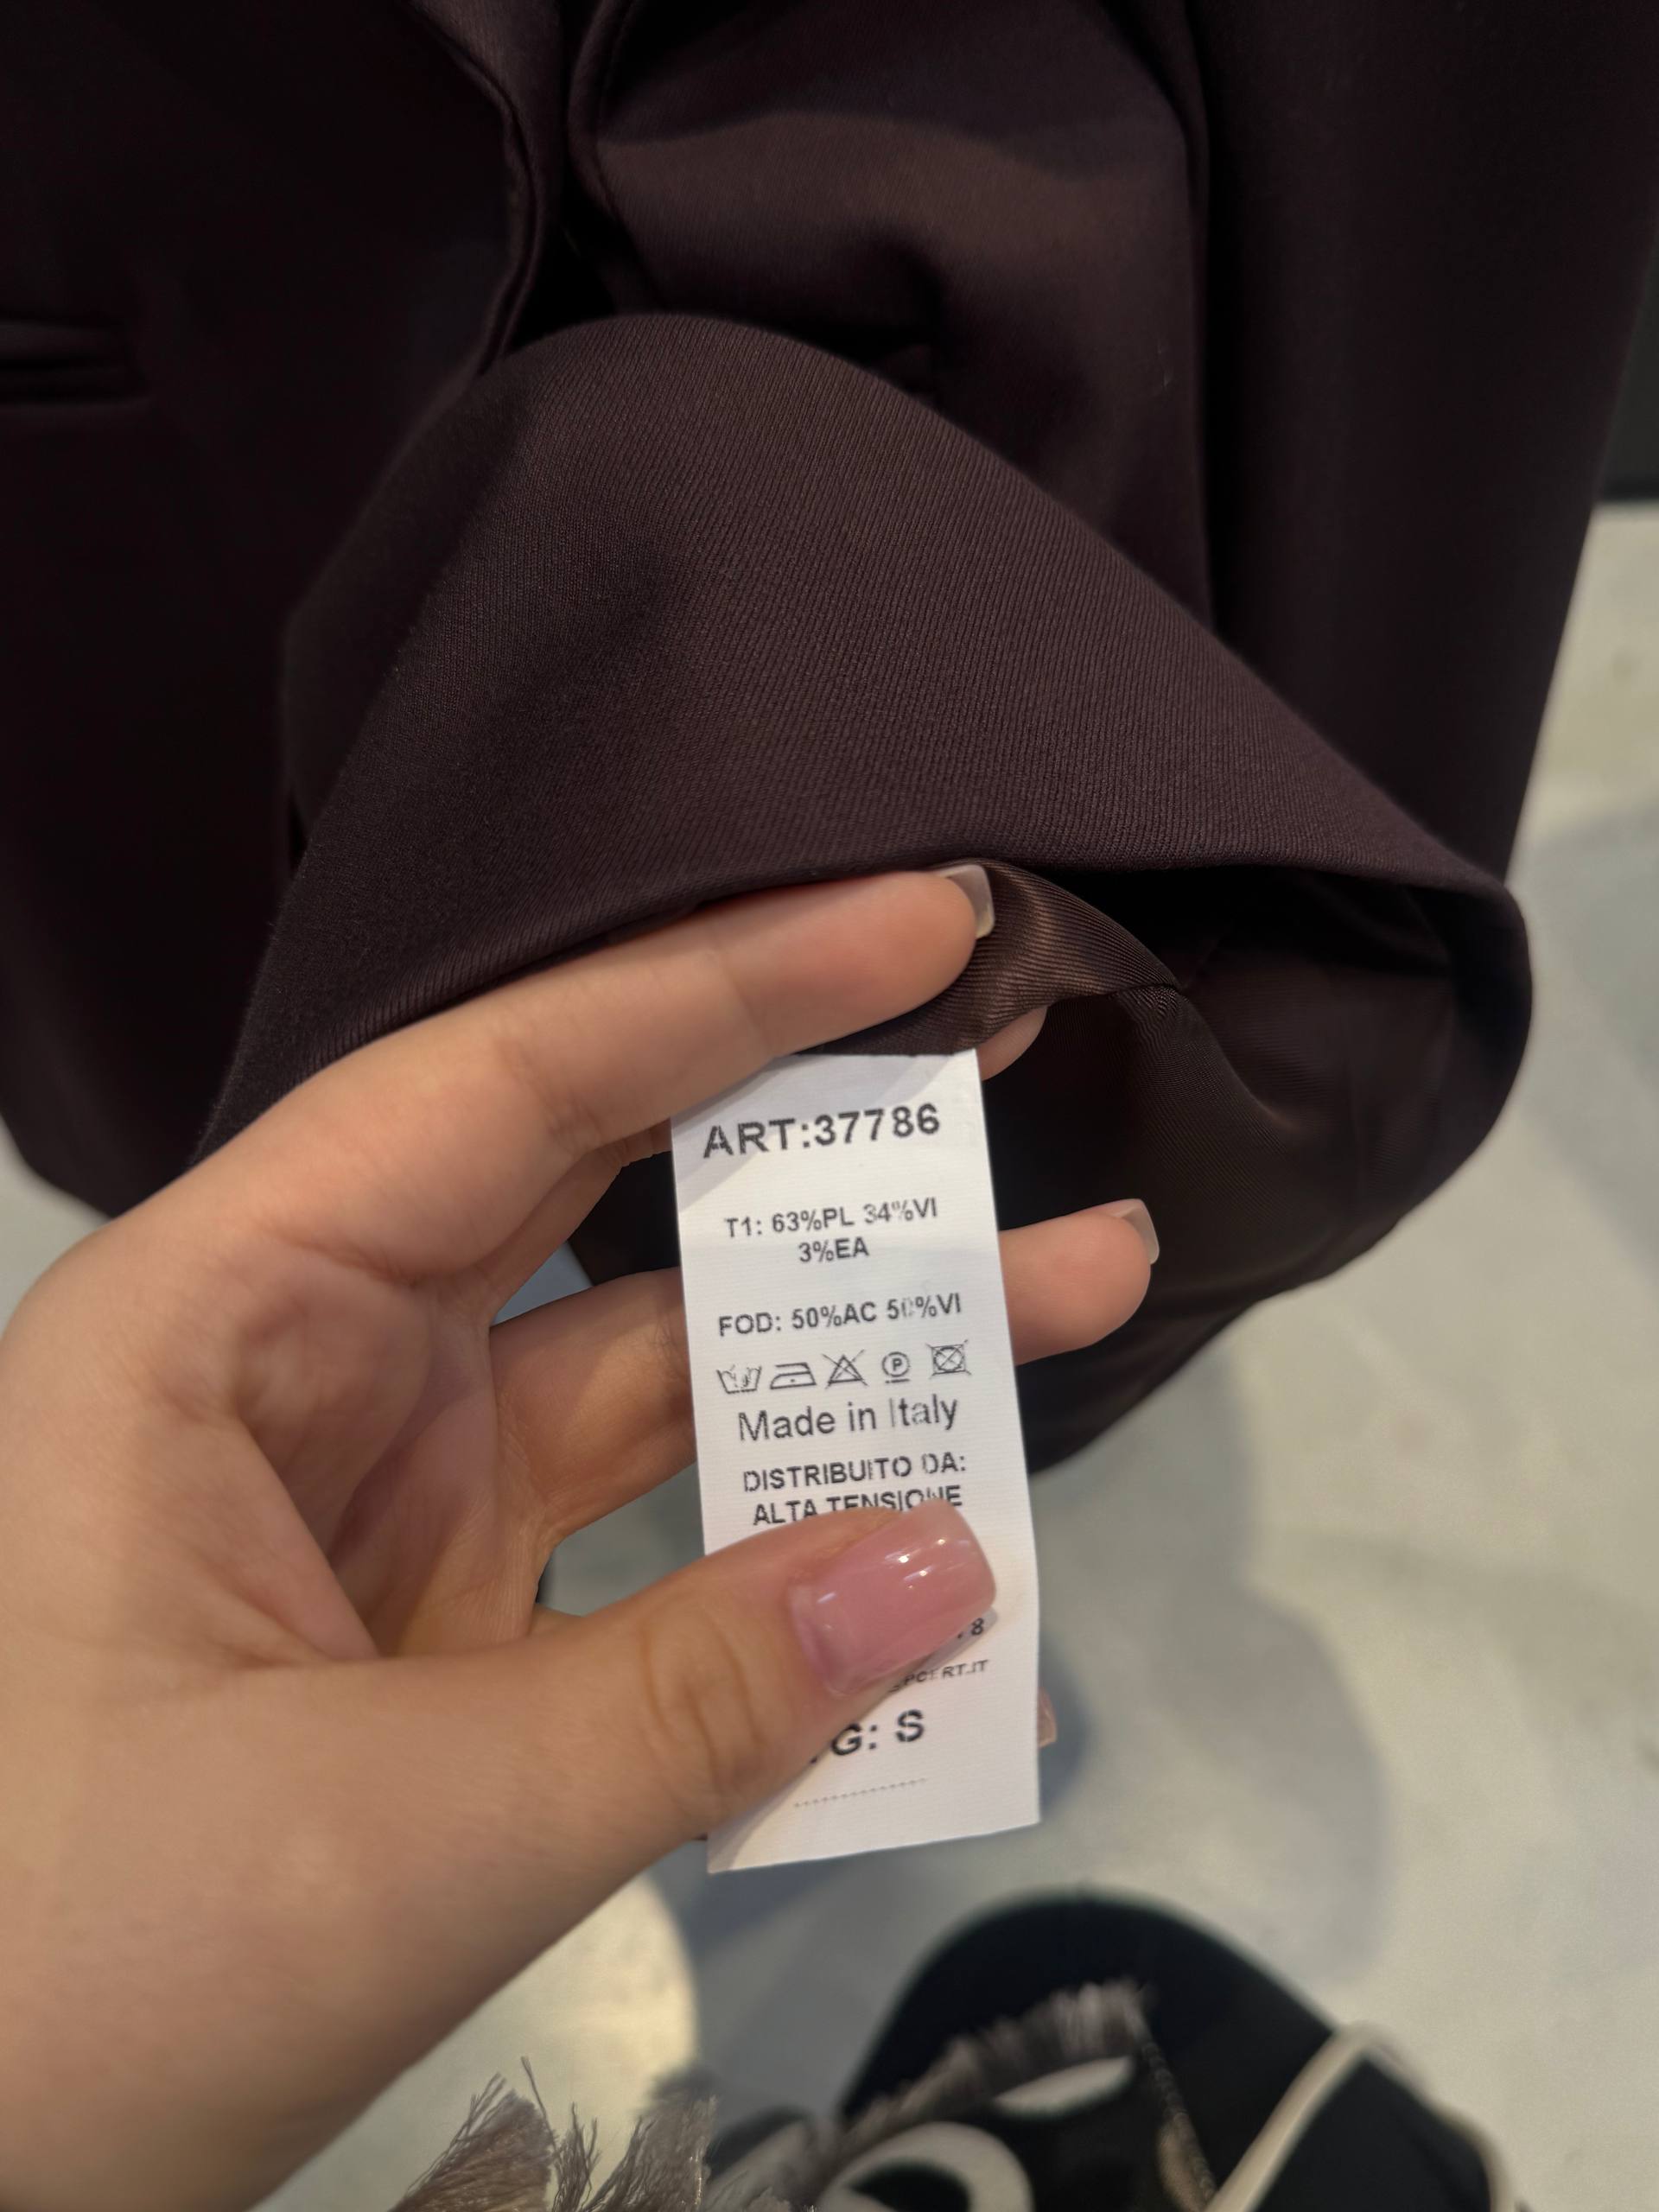 ART:37786
T1: 63%PL 34%VI
3%EA
FOD: 50%AC 50%VI
P
Made in Italy
DISTRIBUITO DA:
ALTA TENSIONE
8
G: S